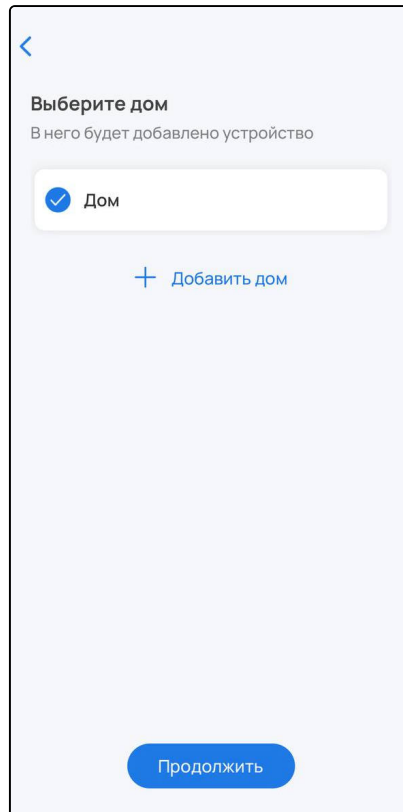 Выберите дом
В него будет добавлено устройство
Дом
Добавить дом
Продолжить